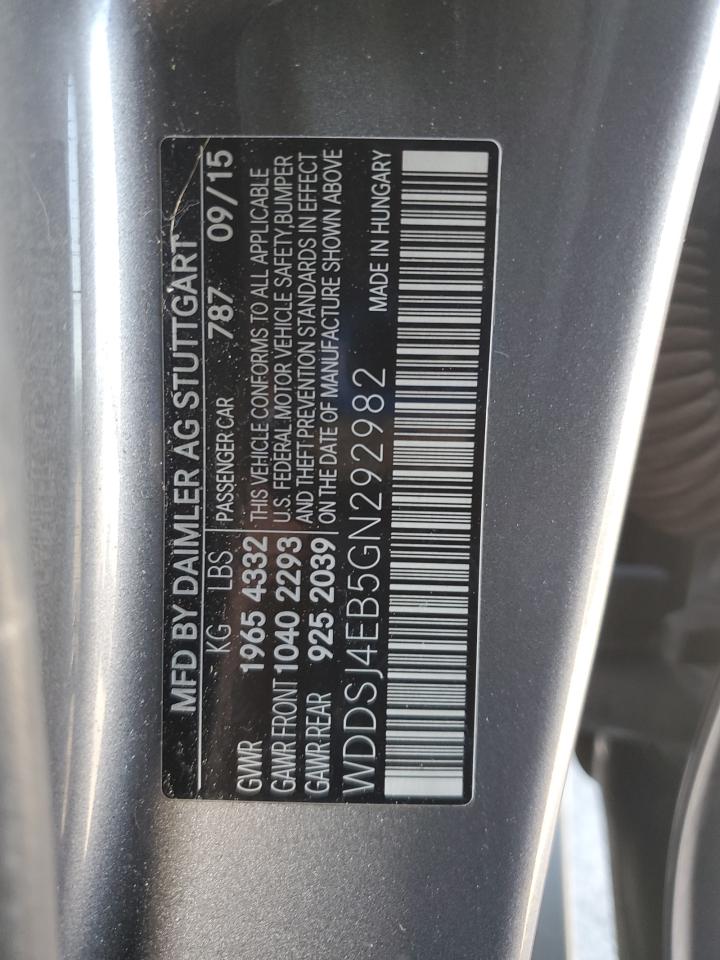 MFD BY DAIMLER AG STUTTGART
KG LBS PASSENGER CAR 787 09/15
GVWR 1965 4332 THIS VEHICLE CONFORMS TO ALL APPLICABLE
GAWR FRONT 1040 2293 U.S. FEDERAL MOTOR VEHICLE SAFETY, BUMPER
GAWR REAR 925 2039 AND THEFT PREVENTION STANDARDS IN EFFECT
ON THE DATE OF MANUFACTURE SHOWN ABOVE
WDDSJ4EB5GN292982 MADE IN HUNGARY